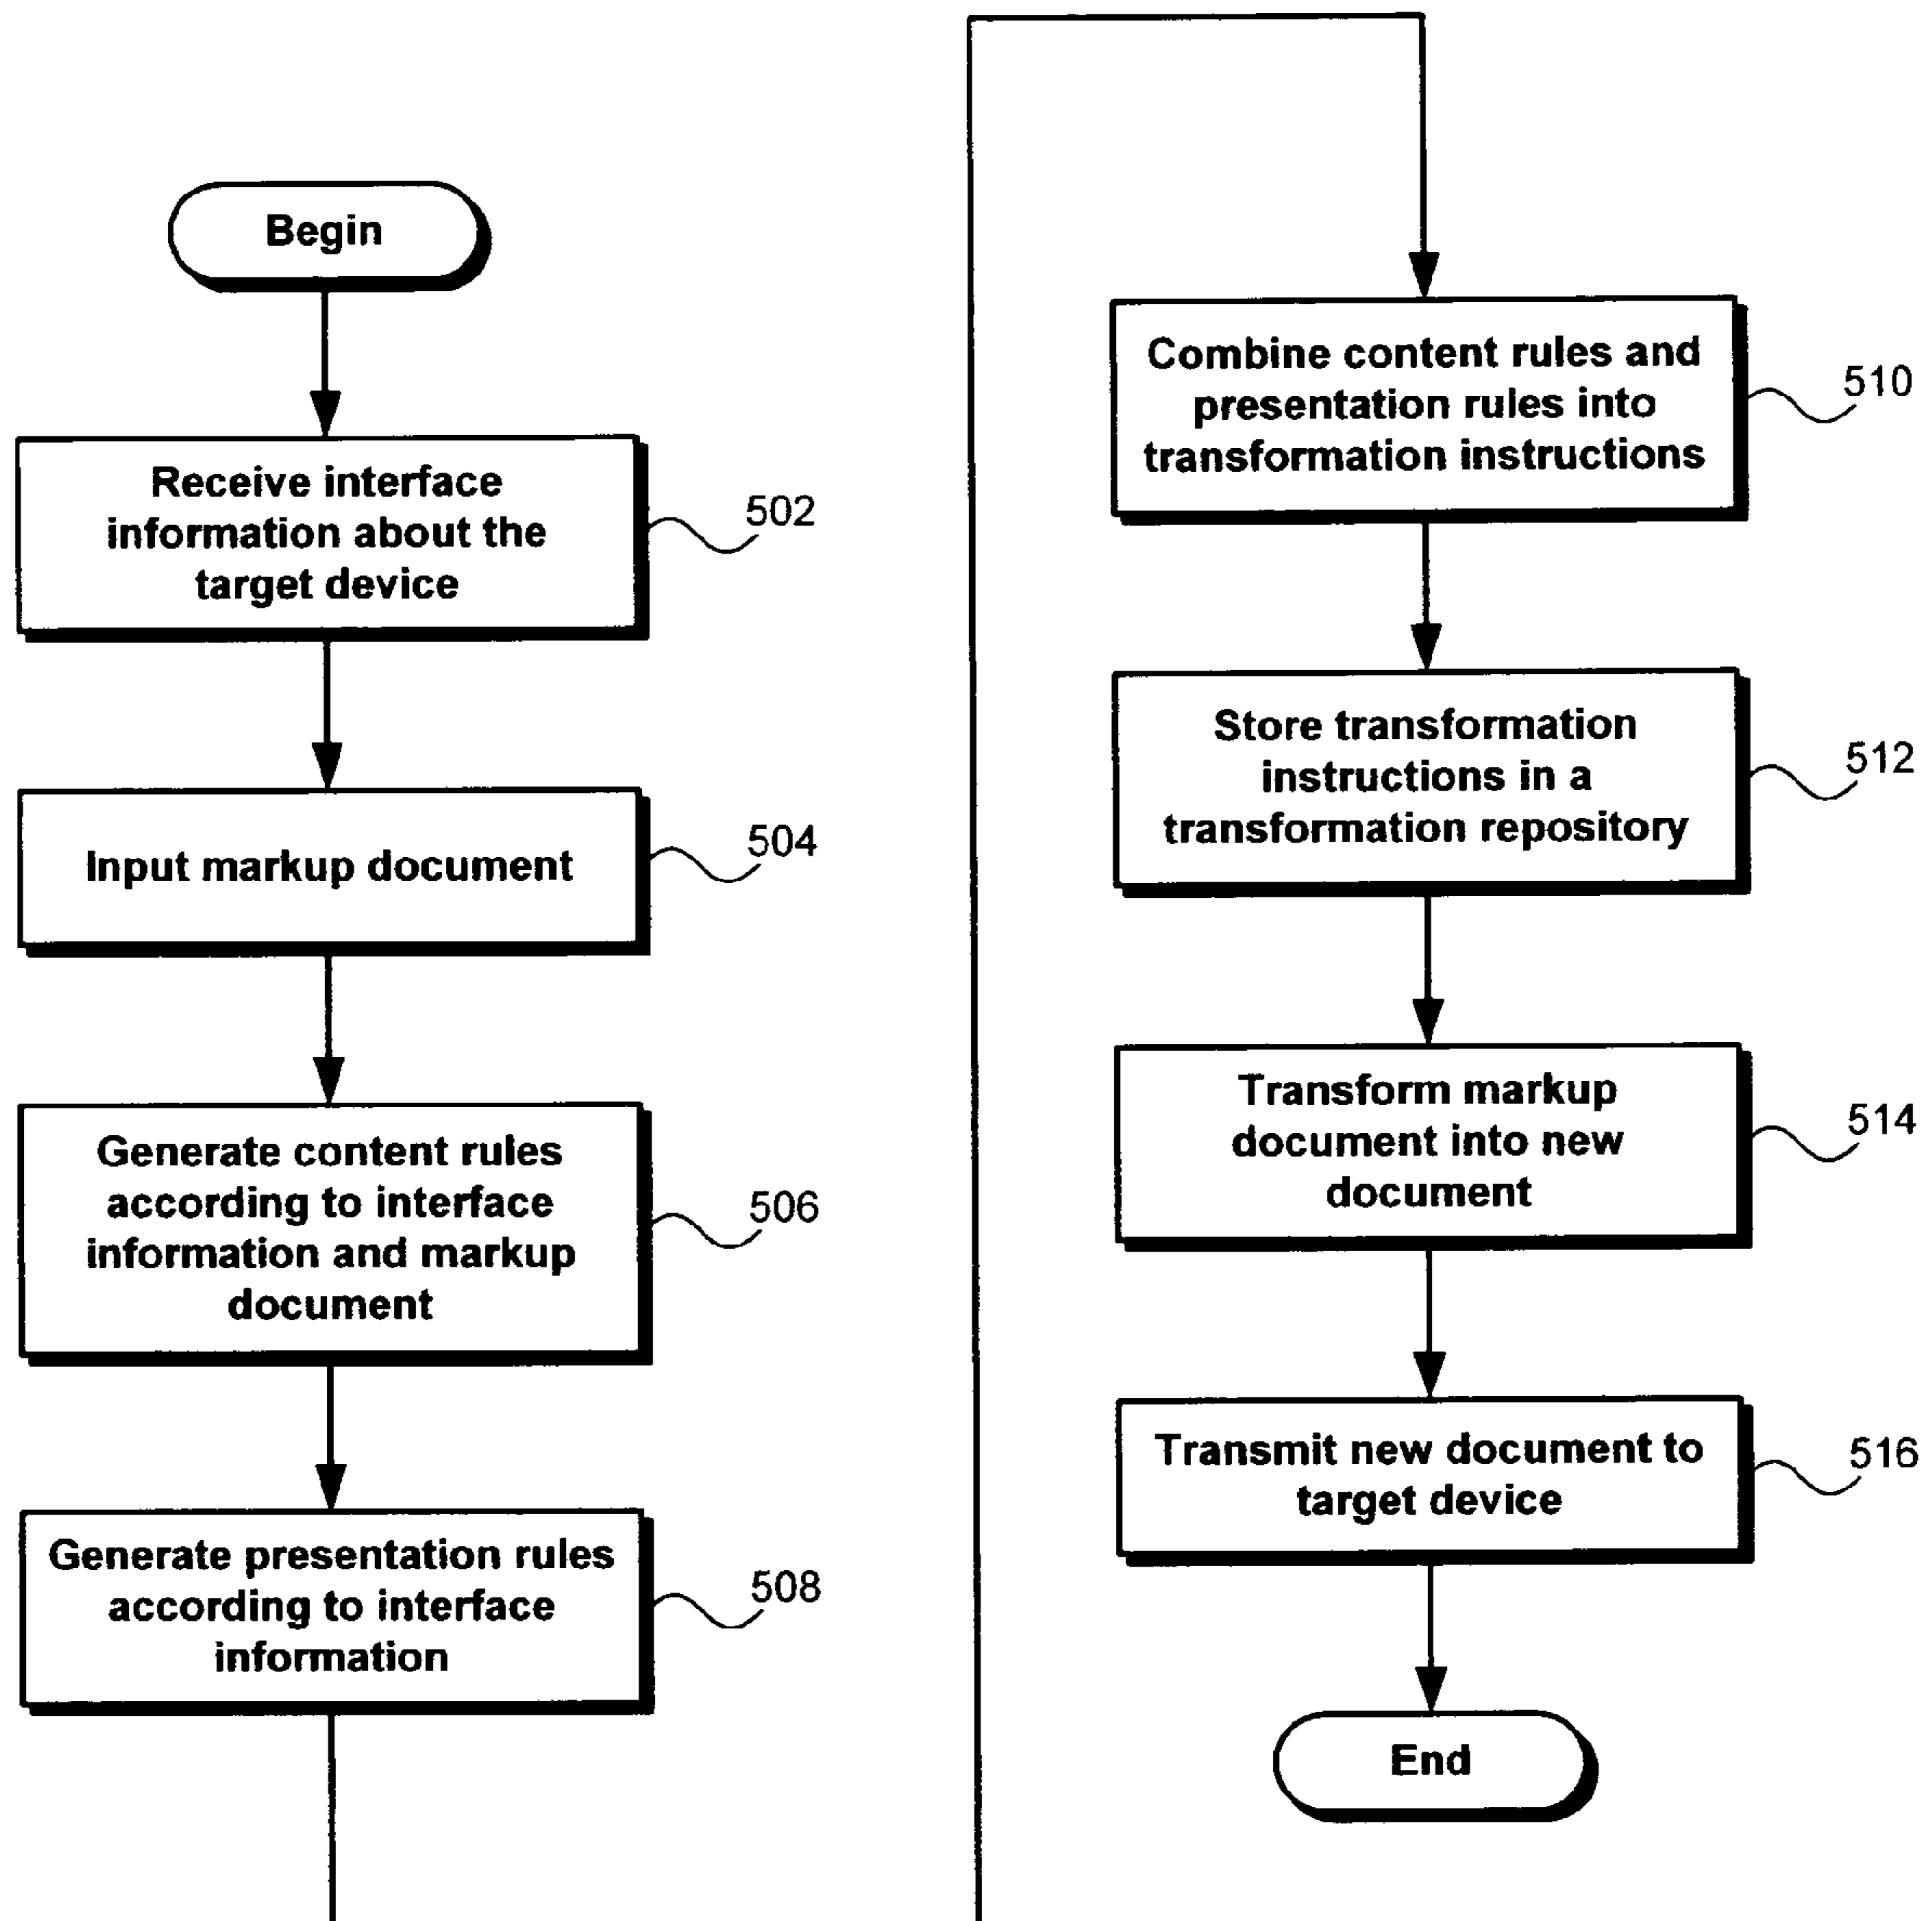 Begin
Receive interface
information about the
target device
502
Input markup document
504
Generate content rules
according to interface
information and markup
document
506
Generate presentation rules
according to interface
information
508
Combine content rules and
presentation rules into
transformation instructions
510
Store transformation
instructions in a
transformation repository
512
Transform markup
document into new
document
514
Transmit new document to
target device
516
End